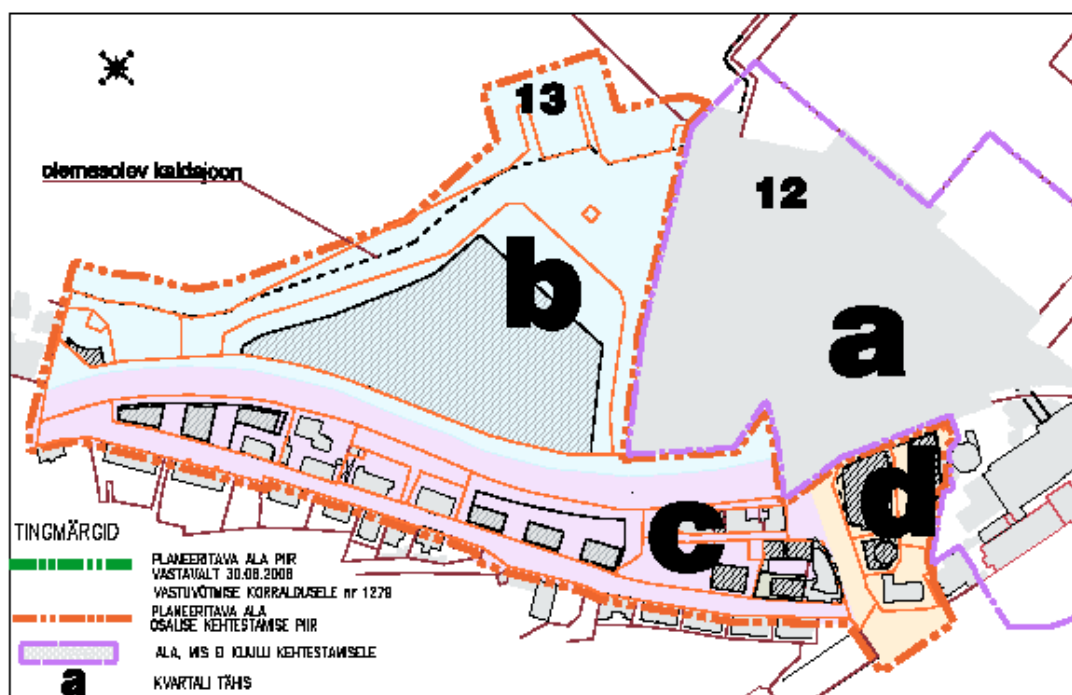 13
olemasolev kaldajoon
12
b
a
c
d
TINGMÄRGID
PLANEERITAVA ALA PIIR
VASTAVALT 30.08.2008
VASTUVÕTMISE KORRALDUSELE nr 1279
PLANEERITAVA ALA
OSALISE KEHTESTAMISE PIIR
ALA, MIS EI KUULU KEHTESTAMISELE
a KVARTALI TÄHIS